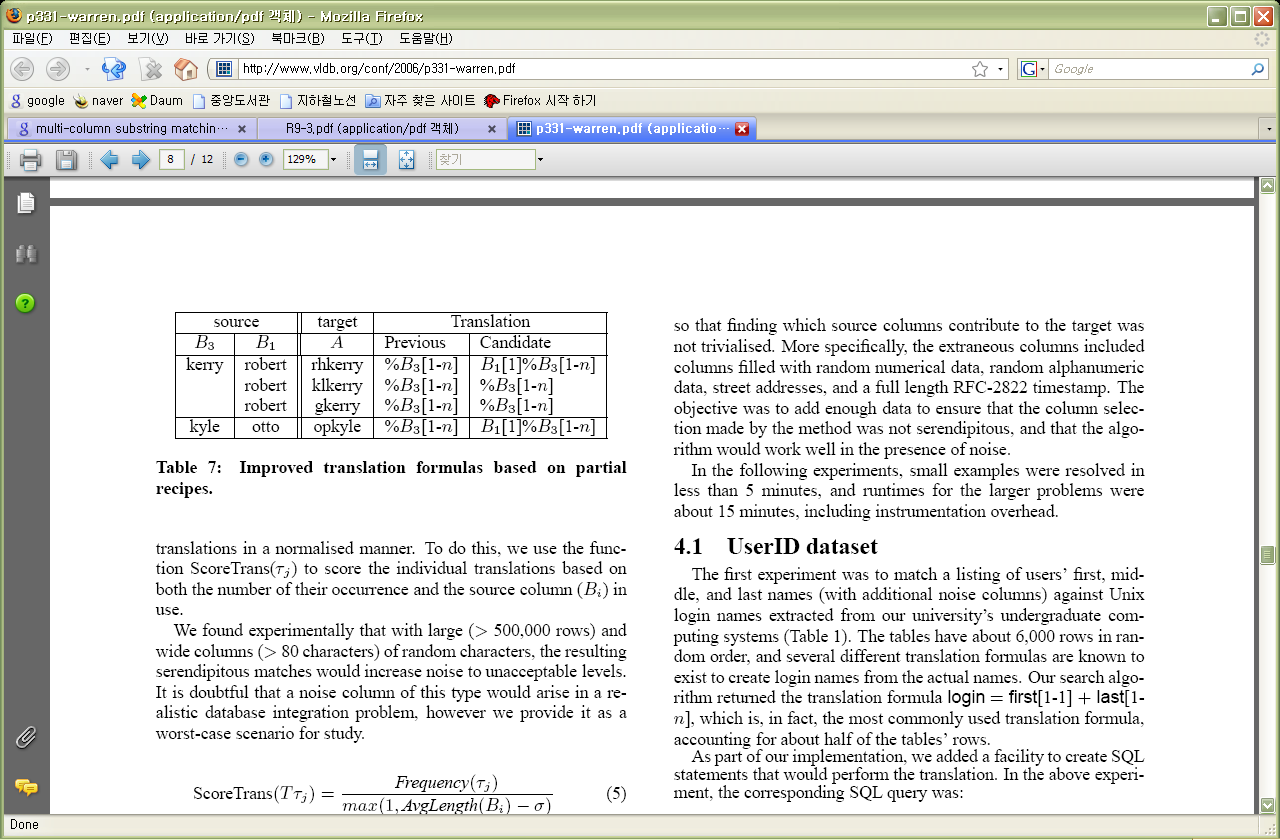 p331-warren.pdf (application/pdf 객체) - Mozilla Firefox
파일(F) 편집(E) 보기(V) 바로 가기(S) 북마크(B) 도구(T) 도움말(H)
http://www.vldb.org/conf/2006/p331-warren.pdf
G Google
google naver Daum 중앙도서관 지하철노선 자주 찾은 사이트 Firefox 시작 하기
multi-column substring matchin…
R9-3.pdf (application/pdf 객체)
p331-warren.pdf (applicatio…
8 / 12 129% 찾기
source target Translation
B₃ B₁ A Previous Candidate
kerry robert rhkerry %B₃[1-n] B₁[1]%B₃[1-n]
robert klkerry %B₃[1-n] %B₃[1-n]
robert gkerry %B₃[1-n] %B₃[1-n]
kyle otto opkyle %B₃[1-n] B₁[1]%B₃[1-n]
Table 7: Improved translation formulas based on partial
recipes.
translations in a normalised manner. To do this, we use the func-
tion ScoreTrans(τⱼ) to score the individual translations based on
both the number of their occurrence and the source column (Bᵢ) in
use.
We found experimentally that with large (> 500,000 rows) and
wide columns (> 80 characters) of random characters, the resulting
serendipitous matches would increase noise to unacceptable levels.
It is doubtful that a noise column of this type would arise in a re-
alistic database integration problem, however we provide it as a
worst-case scenario for study.
ScoreTrans(Tτⱼ) = Frequency(τⱼ) / max(1, AvgLength(Bᵢ) − σ) (5)
so that finding which source columns contribute to the target was
not trivialised. More specifically, the extraneous columns included
columns filled with random numerical data, random alphanumeric
data, street addresses, and a full length RFC-2822 timestamp. The
objective was to add enough data to ensure that the column selec-
tion made by the method was not serendipitous, and that the algo-
rithm would work well in the presence of noise.
In the following experiments, small examples were resolved in
less than 5 minutes, and runtimes for the larger problems were
about 15 minutes, including instrumentation overhead.
4.1 UserID dataset
The first experiment was to match a listing of users' first, mid-
dle, and last names (with additional noise columns) against Unix
login names extracted from our university's undergraduate com-
puting systems (Table 1). The tables have about 6,000 rows in ran-
dom order, and several different translation formulas are known to
exist to create login names from the actual names. Our search algo-
rithm returned the translation formula login = first[1-1] + last[1-
n], which is, in fact, the most commonly used translation formula,
accounting for about half of the tables' rows.
As part of our implementation, we added a facility to create SQL
statements that would perform the translation. In the above experi-
ment, the corresponding SQL query was:
Done